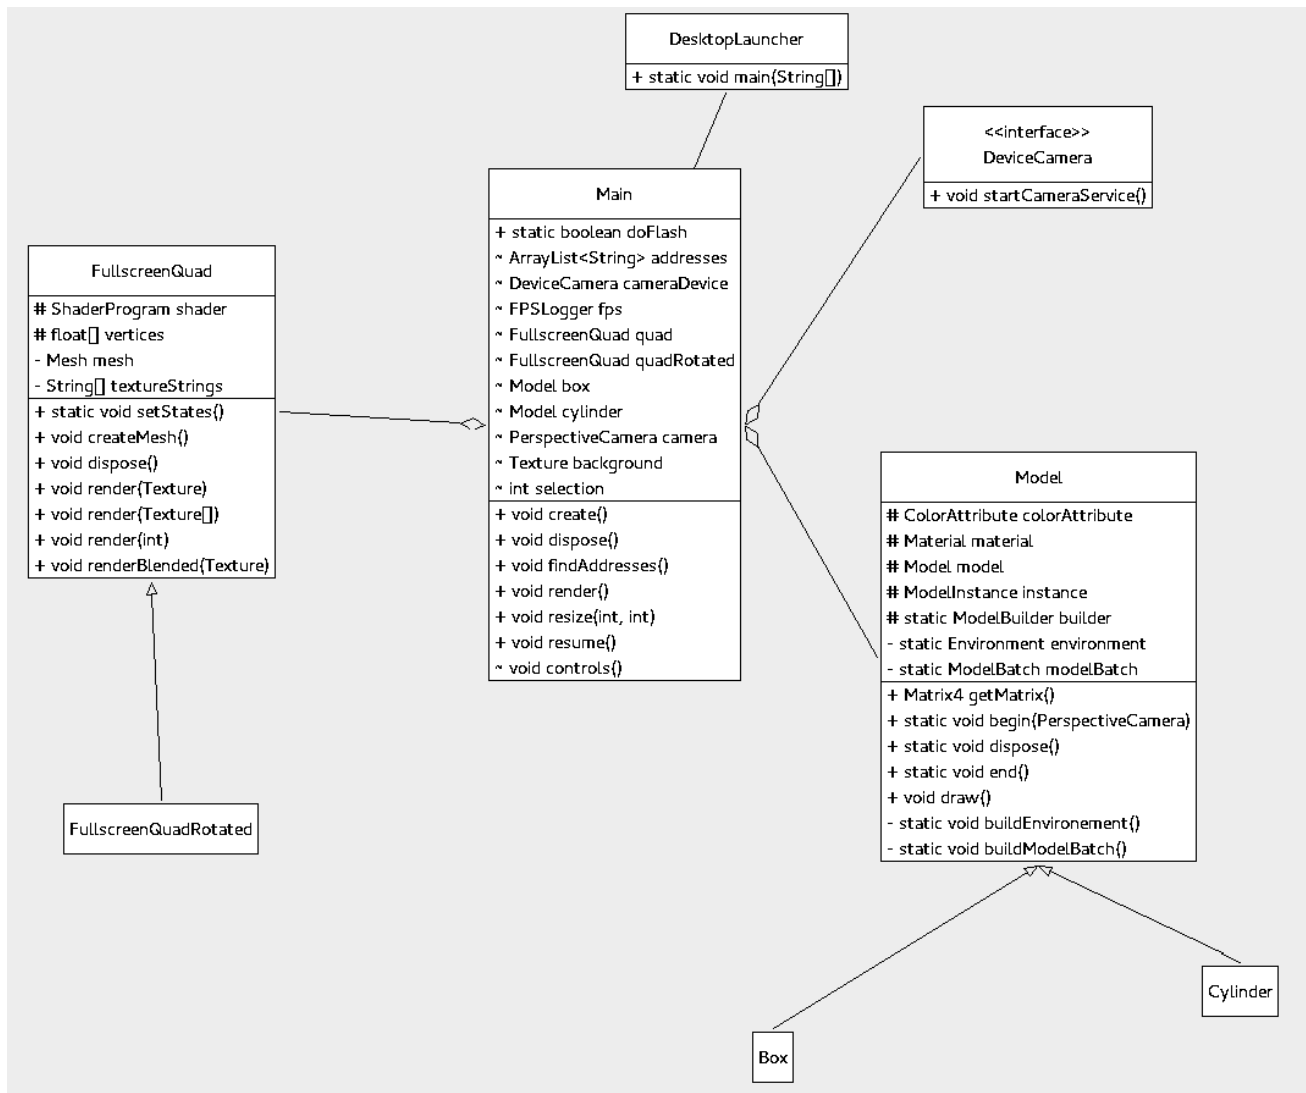 DesktopLauncher
+ static void main(String[])
<<interface>>
DeviceCamera
+ void startCameraService()
Main
+ static boolean doFlash
~ ArrayList<String> addresses
~ DeviceCamera cameraDevice
~ FPSLogger fps
~ FullscreenQuad quad
~ FullscreenQuad quadRotated
~ Model box
~ Model cylinder
~ PerspectiveCamera camera
~ Texture background
~ int selection
+ void create()
+ void dispose()
+ void findAddresses()
+ void render()
+ void resize(int, int)
+ void resume()
~ void controls()
FullscreenQuad
# ShaderProgram shader
# float[] vertices
- Mesh mesh
- String[] textureStrings
+ static void setStates()
+ void createMesh()
+ void dispose()
+ void render(Texture)
+ void render(Texture[])
+ void render(int)
+ void renderBlended(Texture)
Model
# ColorAttribute colorAttribute
# Material material
# Model model
# ModelInstance instance
# static ModelBuilder builder
- static Environment environment
- static ModelBatch modelBatch
+ Matrix4 getMatrix()
+ static void begin(PerspectiveCamera)
+ static void dispose()
+ static void end()
+ void draw()
- static void buildEnvironement()
- static void buildModelBatch()
FullscreenQuadRotated
Cylinder
Box